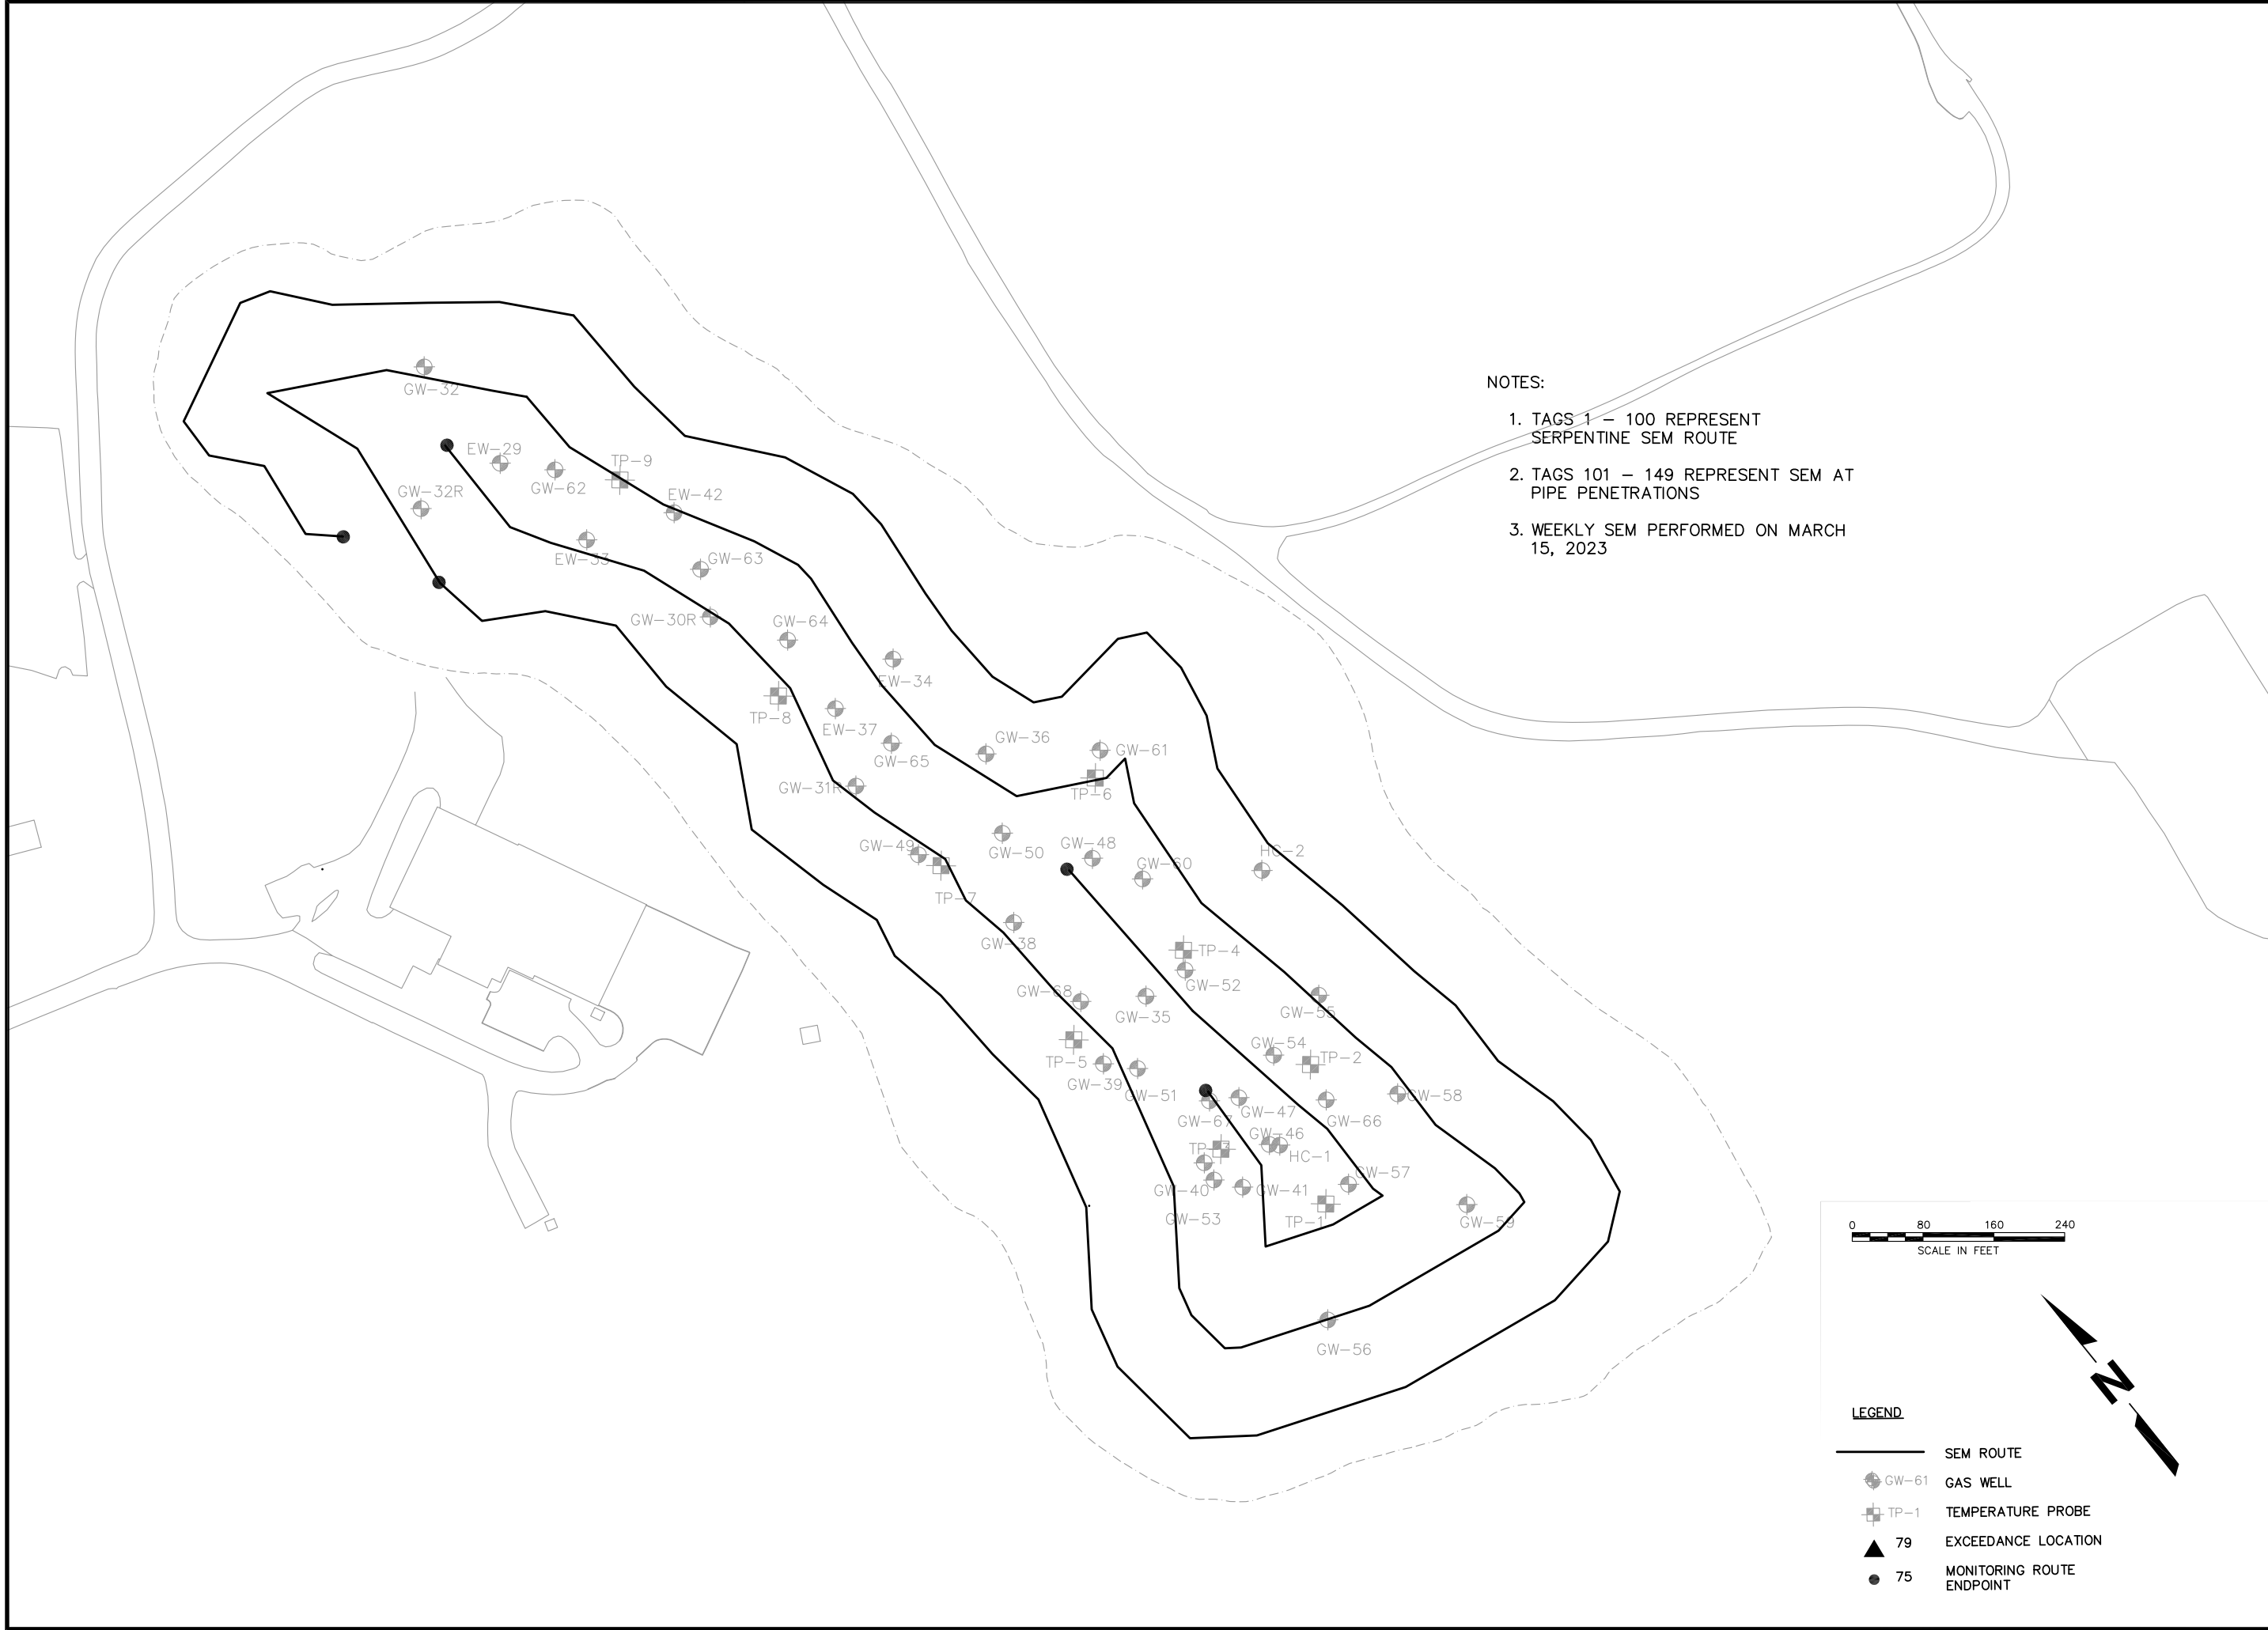 GW-32
EW-29
GW-62
TP-9
GW-32R
EW-42
EW-33
GW-63
GW-30R
GW-64
EW-34
TP-8
EW-37
GW-65
GW-36
GW-61
GW-31R
TP-6
GW-49
GW-50
GW-48
GW-60
HC-2
TP-7
GW-38
TP-4
GW-52
GW-68
GW-35
GW-55
TP-5
GW-39
GW-51
GW-54
TP-2
GW-58
GW-67
GW-47
GW-66
TP-3
GW-46
HC-1
GW-57
GW-40
GW-41
GW-53
TP-1
GW-59
GW-56
NOTES:
1. TAGS 1 – 100 REPRESENT
SERPENTINE SEM ROUTE
2. TAGS 101 – 149 REPRESENT SEM AT
PIPE PENETRATIONS
3. WEEKLY SEM PERFORMED ON MARCH
15, 2023
0 80 160 240
SCALE IN FEET
N
LEGEND
SEM ROUTE
GW-61 GAS WELL
TP-1 TEMPERATURE PROBE
79 EXCEEDANCE LOCATION
75 MONITORING ROUTE
ENDPOINT